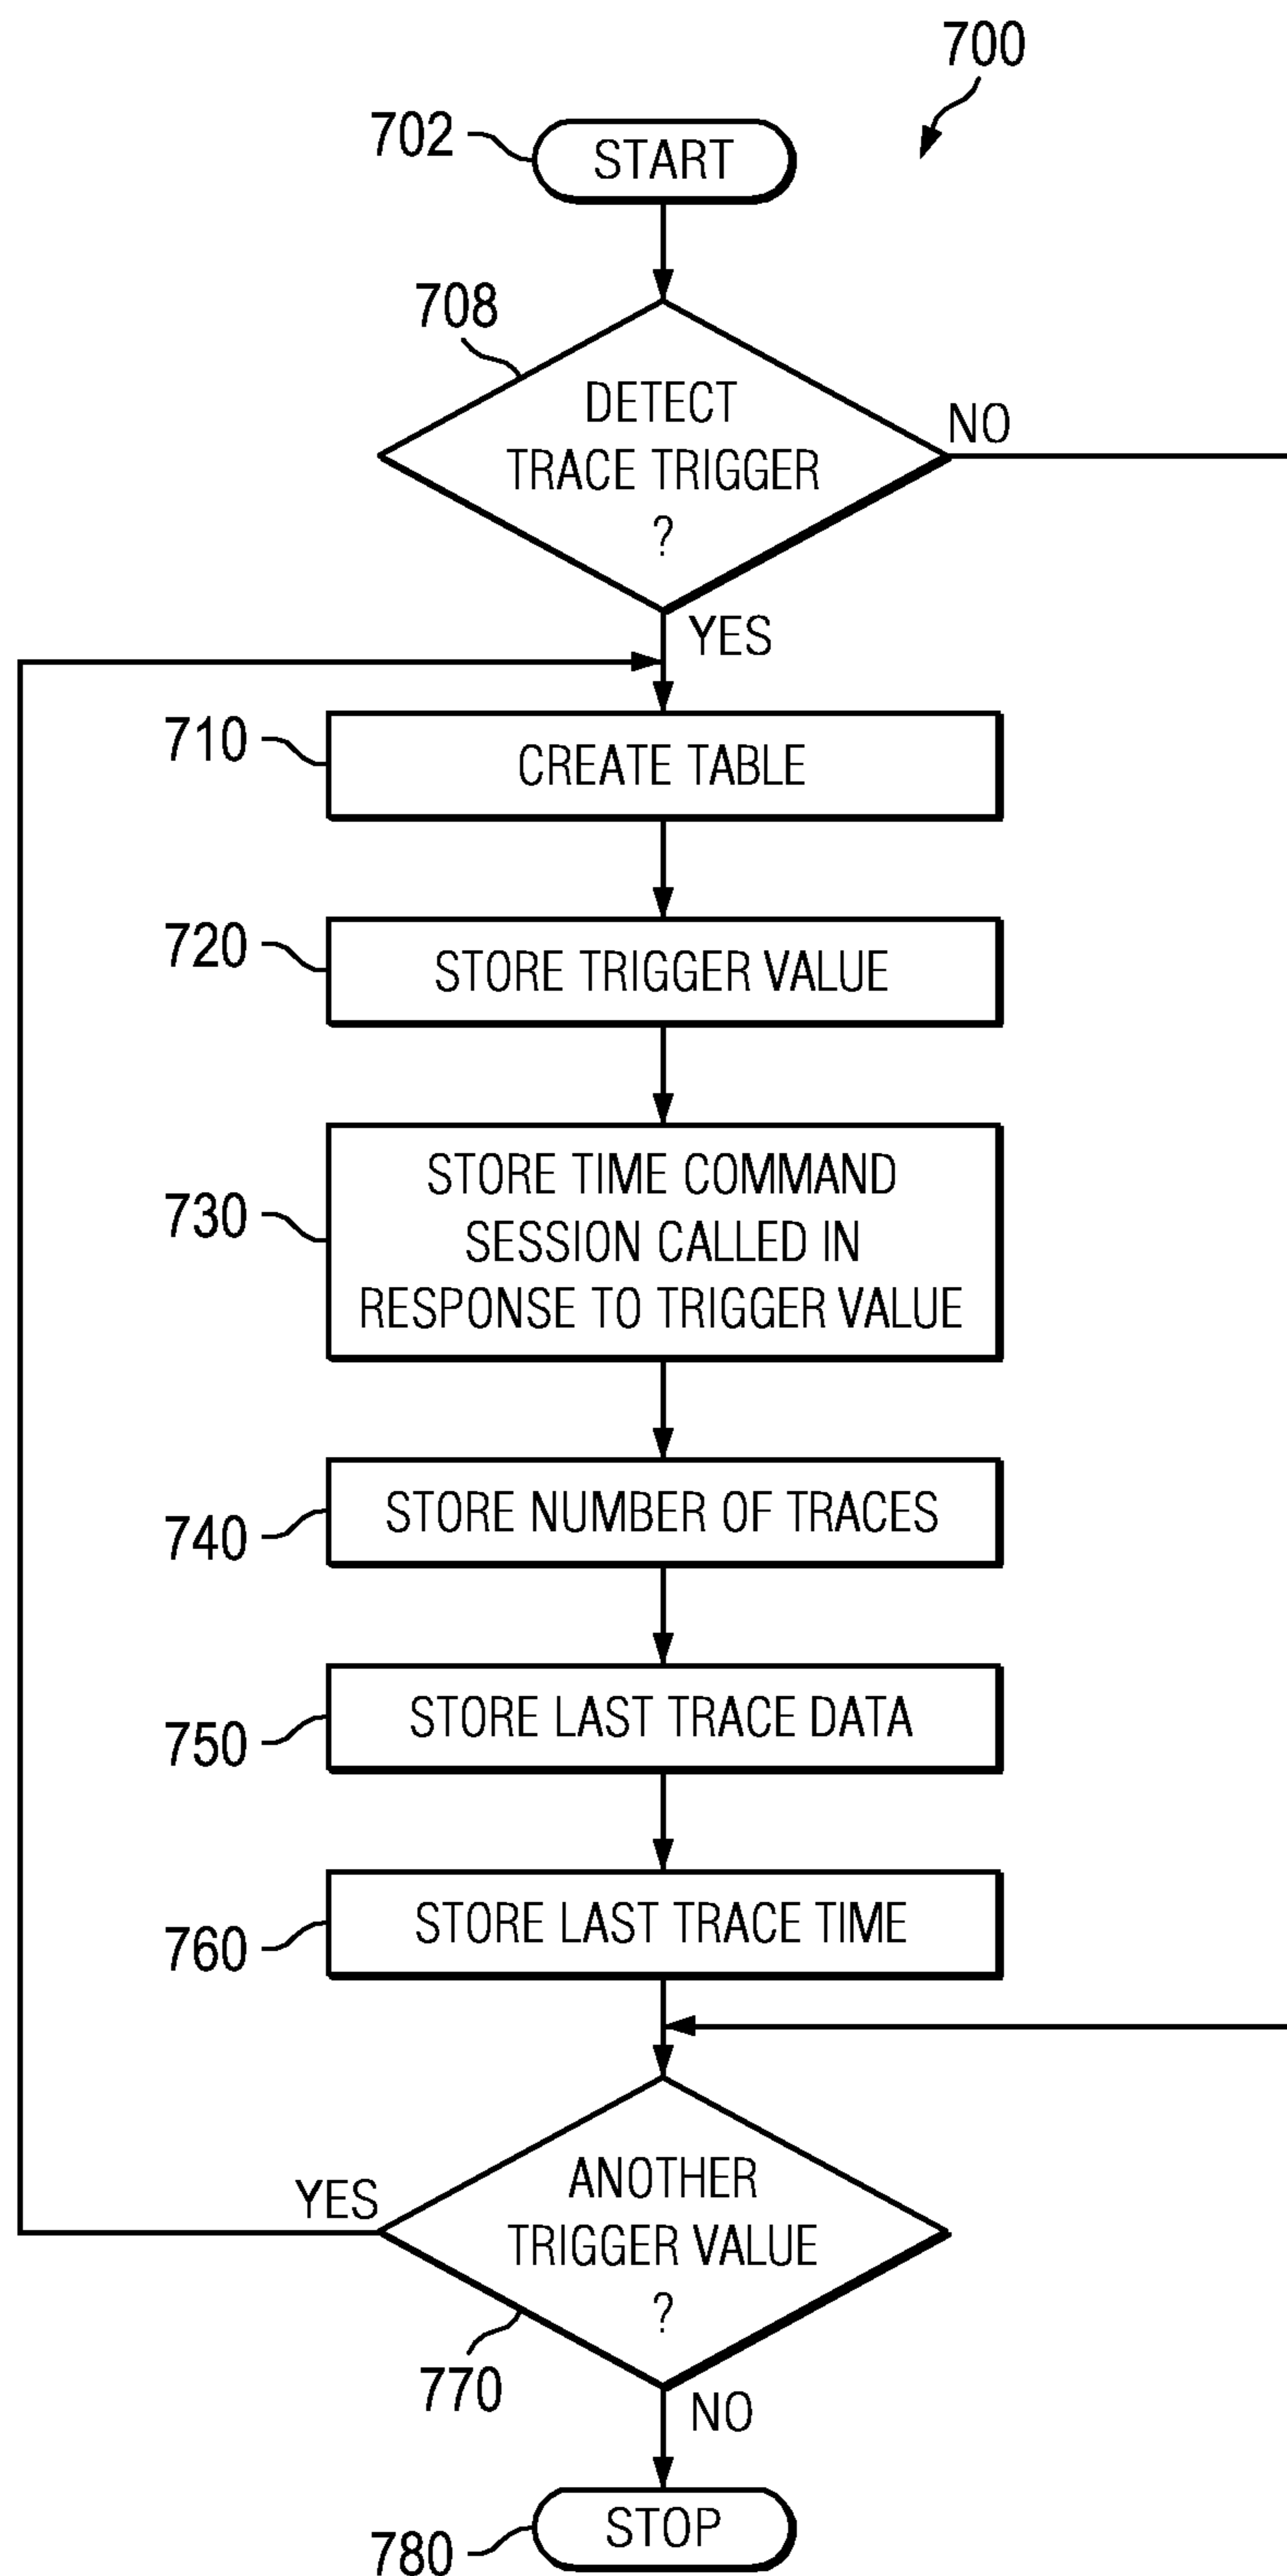 700
702
START
708
DETECT
TRACE TRIGGER
?
NO
YES
710
CREATE TABLE
720
STORE TRIGGER VALUE
730
STORE TIME COMMAND
SESSION CALLED IN
RESPONSE TO TRIGGER VALUE
740
STORE NUMBER OF TRACES
750
STORE LAST TRACE DATA
760
STORE LAST TRACE TIME
YES
ANOTHER
TRIGGER VALUE
?
770
NO
780
STOP